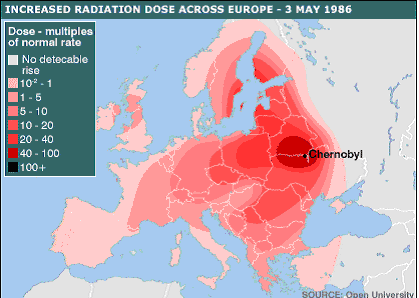 INCREASED RADIATION DOSE ACROSS EUROPE - 3 MAY 1986
Dose - multiples
of normal rate
No detecable
rise
10⁻² - 1
1 - 5
5 - 10
10 - 20
20 - 40
40 - 100
100+
Chernobyl
SOURCE: Open University